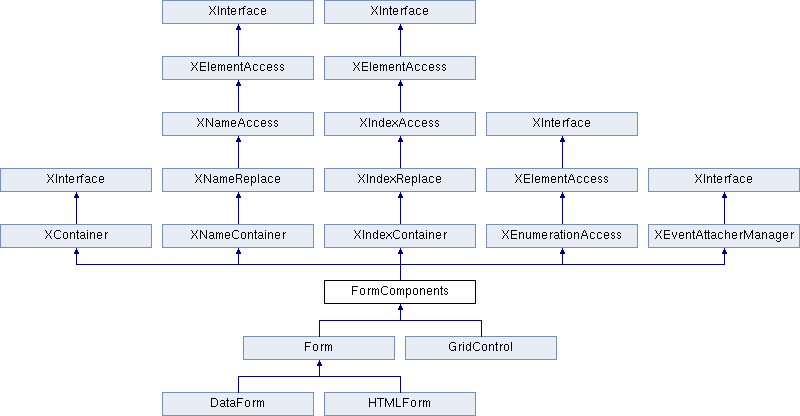 XInterface XInterface
XElementAccess XElementAccess
XNameAccess XIndexAccess XInterface
XInterface XNameReplace XIndexReplace XElementAccess XInterface
XContainer XNameContainer XIndexContainer XEnumerationAccess XEventAttacherManager
FormComponents
Form GridControl
DataForm HTMLForm